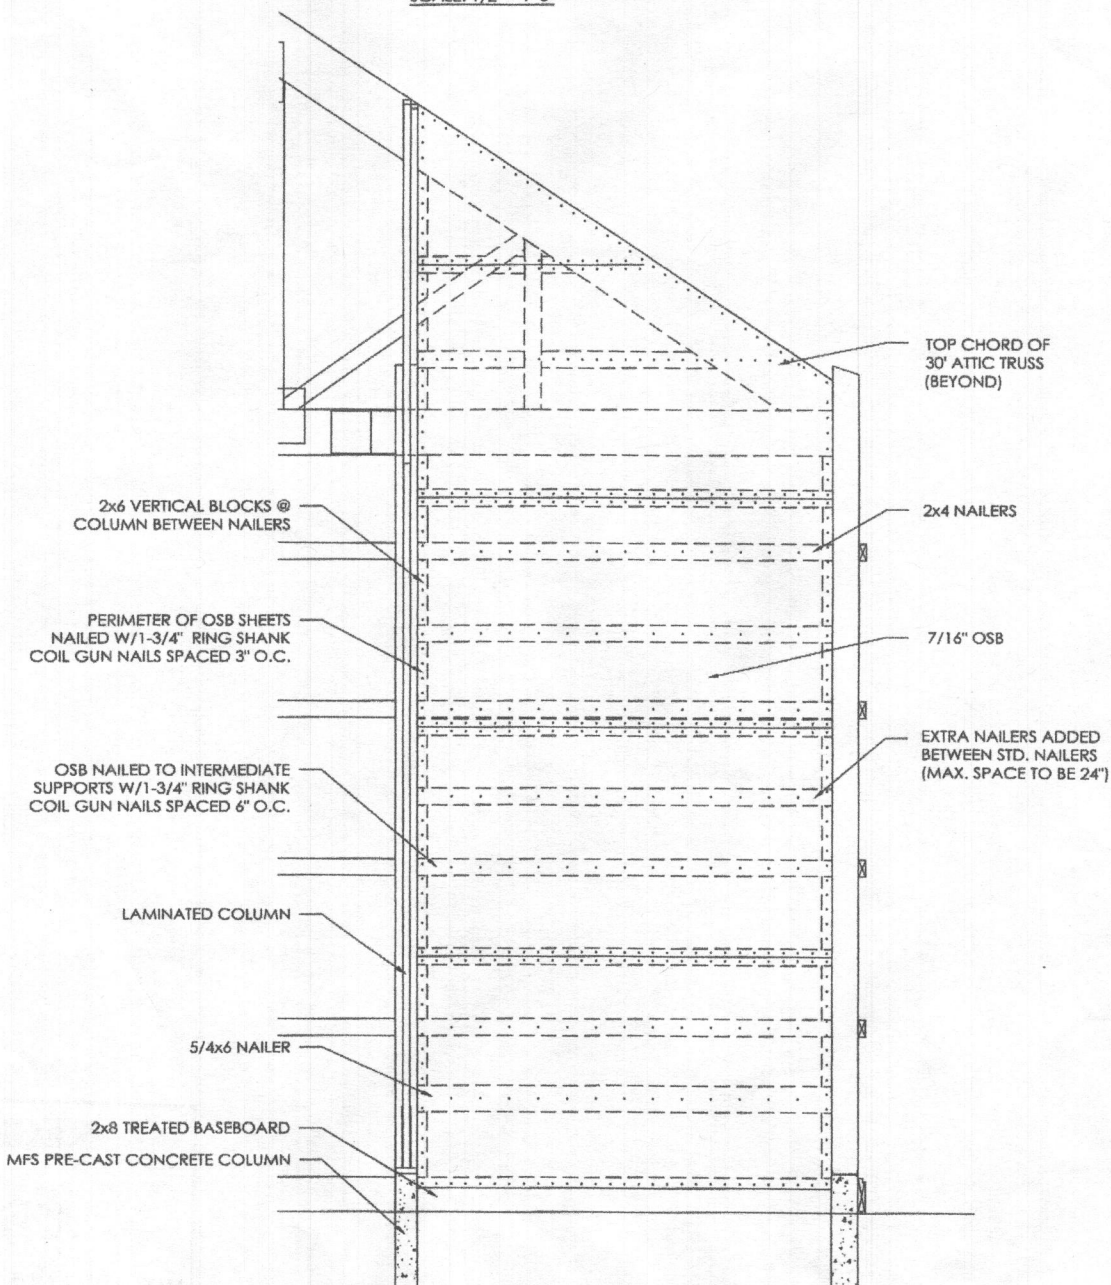 TOP CHORD OF
30' ATTIC TRUSS
(BEYOND)
2x6 VERTICAL BLOCKS @
COLUMN BETWEEN NAILERS
2x4 NAILERS
PERIMETER OF OSB SHEETS
NAILED W/1-3/4" RING SHANK
COIL GUN NAILS SPACED 3" O.C.
7/16" OSB
EXTRA NAILERS ADDED
BETWEEN STD. NAILERS
(MAX. SPACE TO BE 24")
OSB NAILED TO INTERMEDIATE
SUPPORTS W/1-3/4" RING SHANK
COIL GUN NAILS SPACED 6" O.C.
LAMINATED COLUMN
5/4x6 NAILER
2x8 TREATED BASEBOARD
MFS PRE-CAST CONCRETE COLUMN